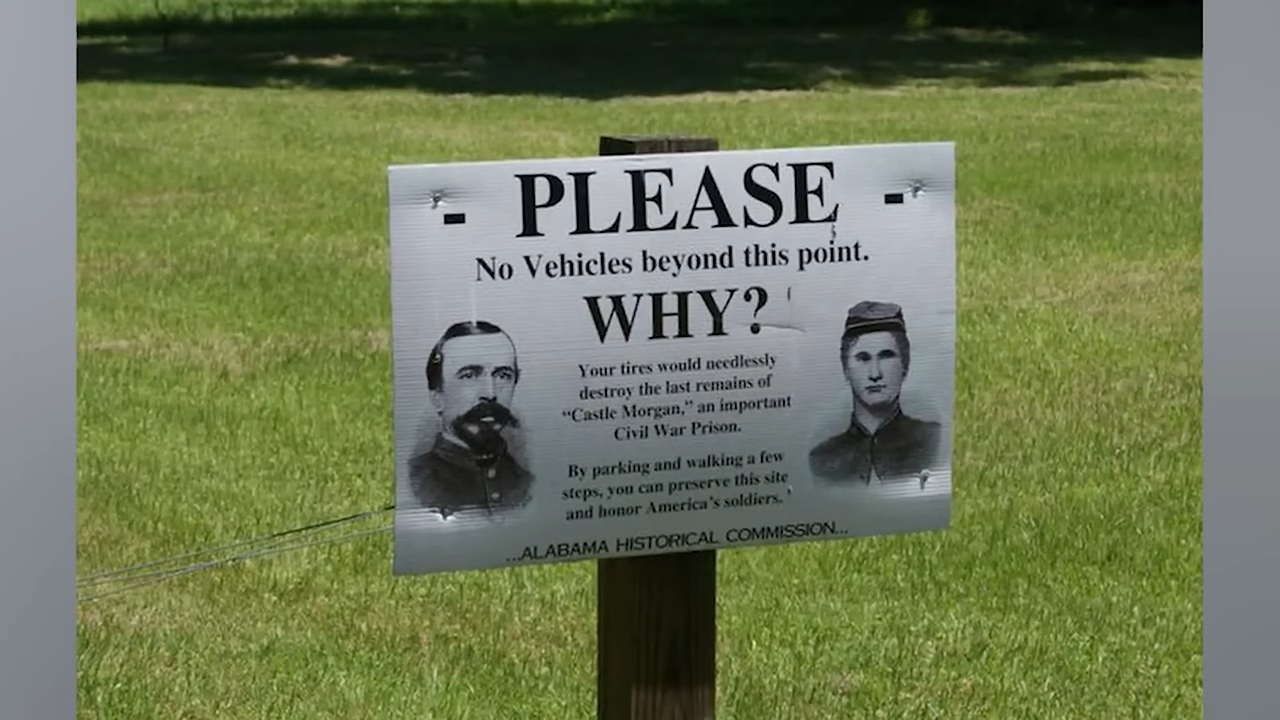 - PLEASE -
No Vehicles beyond this point.
WHY?
Your tires would needlessly
destroy the last remains of
“Castle Morgan,” an important
Civil War Prison.
By parking and walking a few
steps, you can preserve this site
and honor America’s soldiers.
...ALABAMA HISTORICAL COMMISSION...